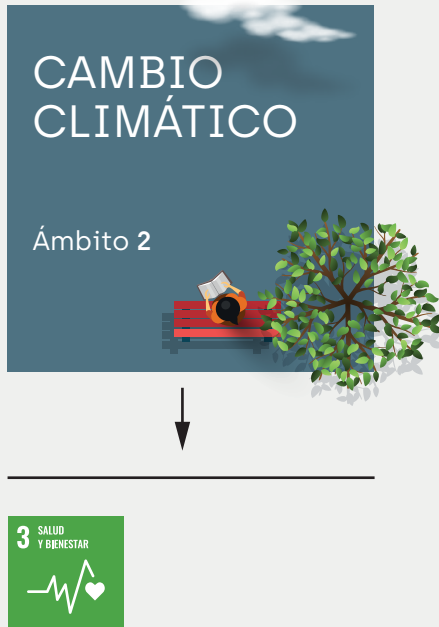 CAMBIO
CLIMÁTICO
Ámbito 2
3 SALUD
Y BIENESTAR